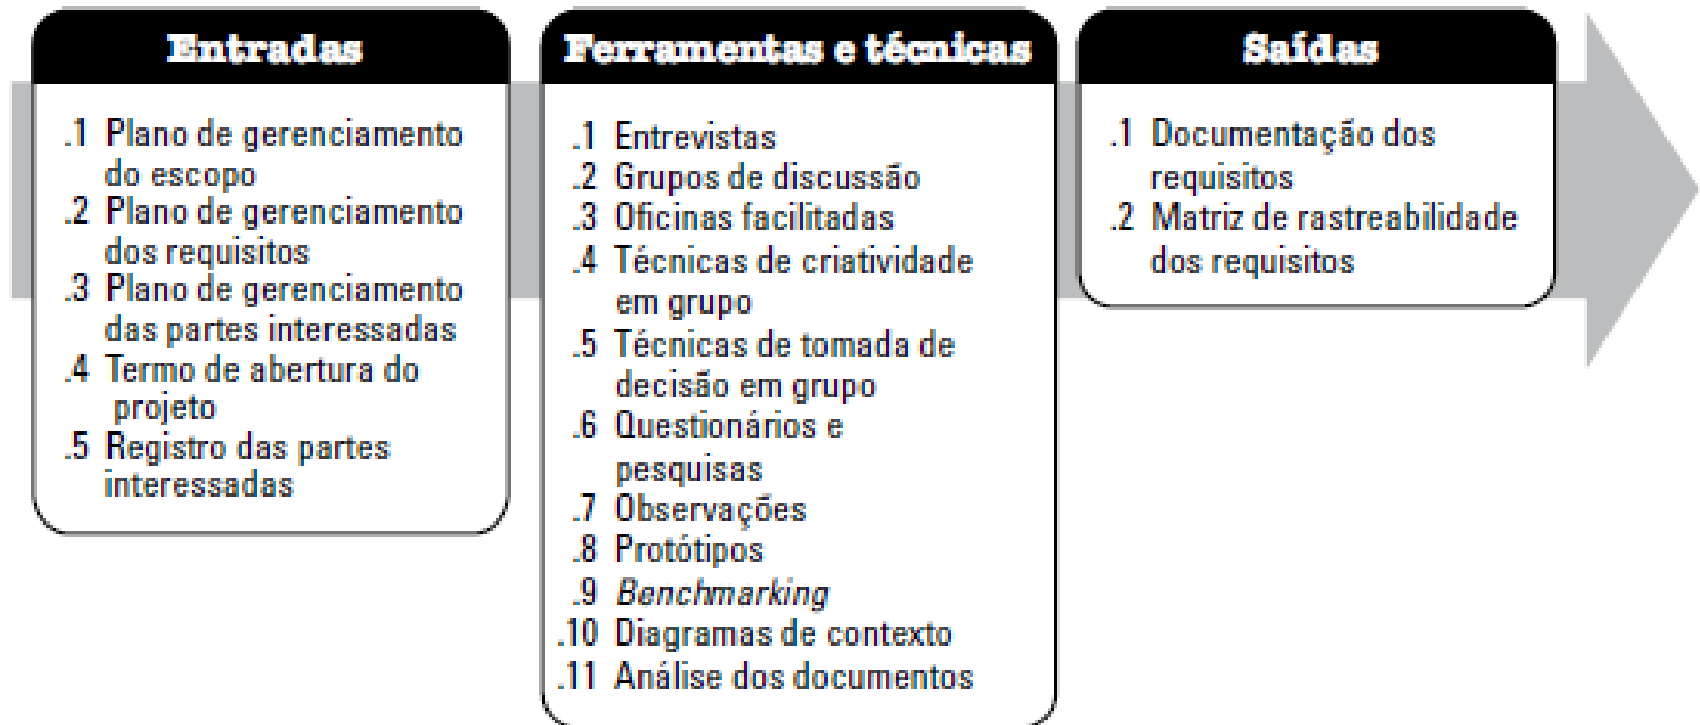 Entradas
.1 Plano de gerenciamento
do escopo
.2 Plano de gerenciamento
dos requisitos
.3 Plano de gerenciamento
das partes interessadas
.4 Termo de abertura do
projeto
.5 Registro das partes
interessadas
Ferramentas e técnicas
.1 Entrevistas
.2 Grupos de discussão
.3 Oficinas facilitadas
.4 Técnicas de criatividade
em grupo
.5 Técnicas de tomada de
decisão em grupo
.6 Questionários e
pesquisas
.7 Observações
.8 Protótipos
.9 Benchmarking
.10 Diagramas de contexto
.11 Análise dos documentos
Saídas
.1 Documentação dos
requisitos
.2 Matriz de rastreabilidade
dos requisitos